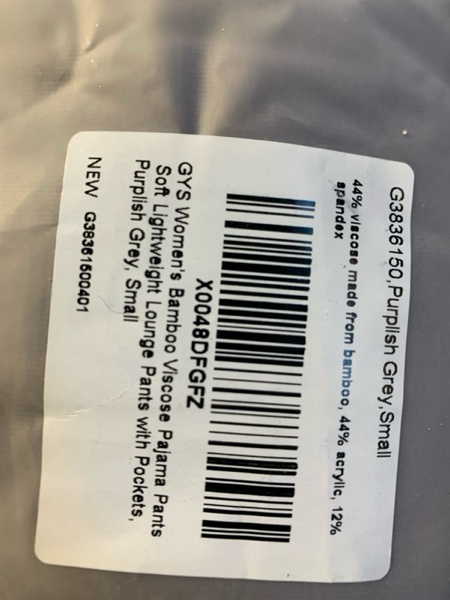 G3836150,Purplish Grey,Small
44% viscose made from bamboo, 44% acrylic, 12%
spandex
X0048DFGFZ
GYS Women's Bamboo Viscose Pajama Pants
Soft Lightweight Lounge Pants with Pockets,
Purplish Grey, Small
NEW G38361500401